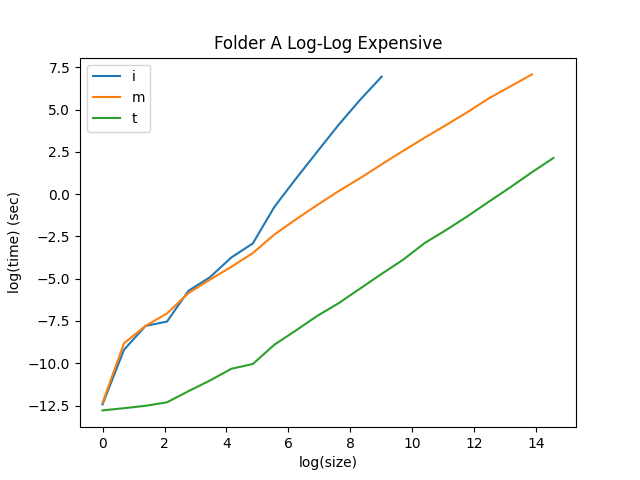 Folder A Log-Log Expensive
i
m
t
7.5
5.0
2.5
0.0
−2.5
−5.0
−7.5
−10.0
−12.5
log(time) (sec)
0 2 4 6 8 10 12 14
log(size)